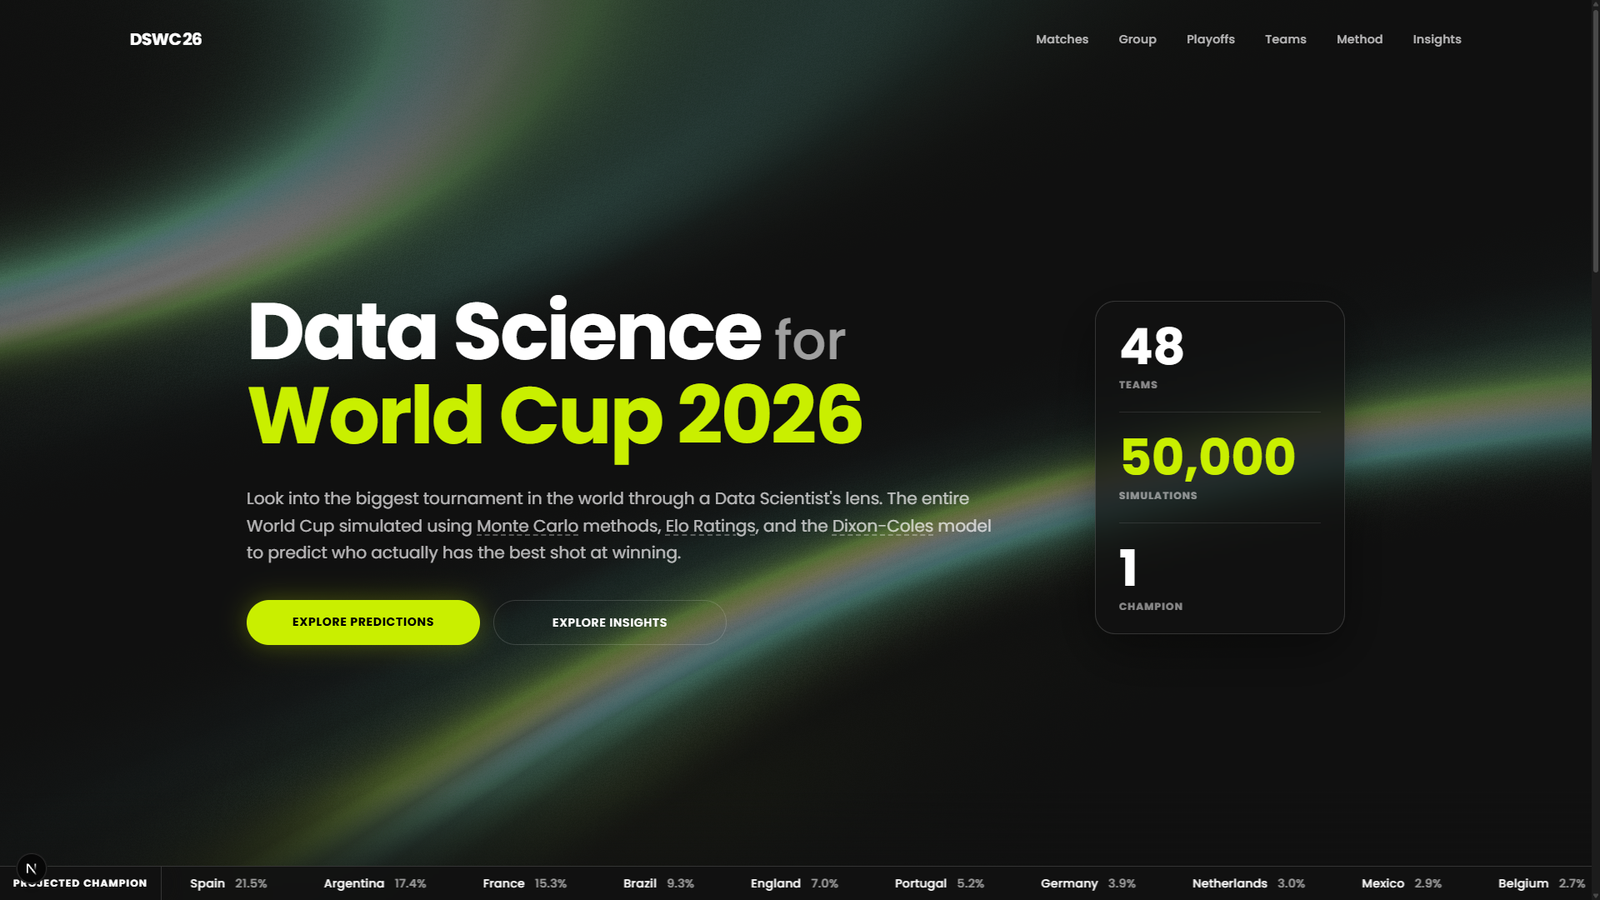 DSWC26
Matches Group Playoffs Teams Method Insights
Data Science for
World Cup 2026
Look into the biggest tournament in the world through a Data Scientist's lens. The entire
World Cup simulated using Monte Carlo methods, Elo Ratings, and the Dixon-Coles model
to predict who actually has the best shot at winning.
EXPLORE PREDICTIONS EXPLORE INSIGHTS
48
TEAMS
50,000
SIMULATIONS
1
CHAMPION
N
PROJECTED CHAMPION Spain 21.5% Argentina 17.4% France 15.3% Brazil 9.3% England 7.0% Portugal 5.2% Germany 3.9% Netherlands 3.0% Mexico 2.9% Belgium 2.7%